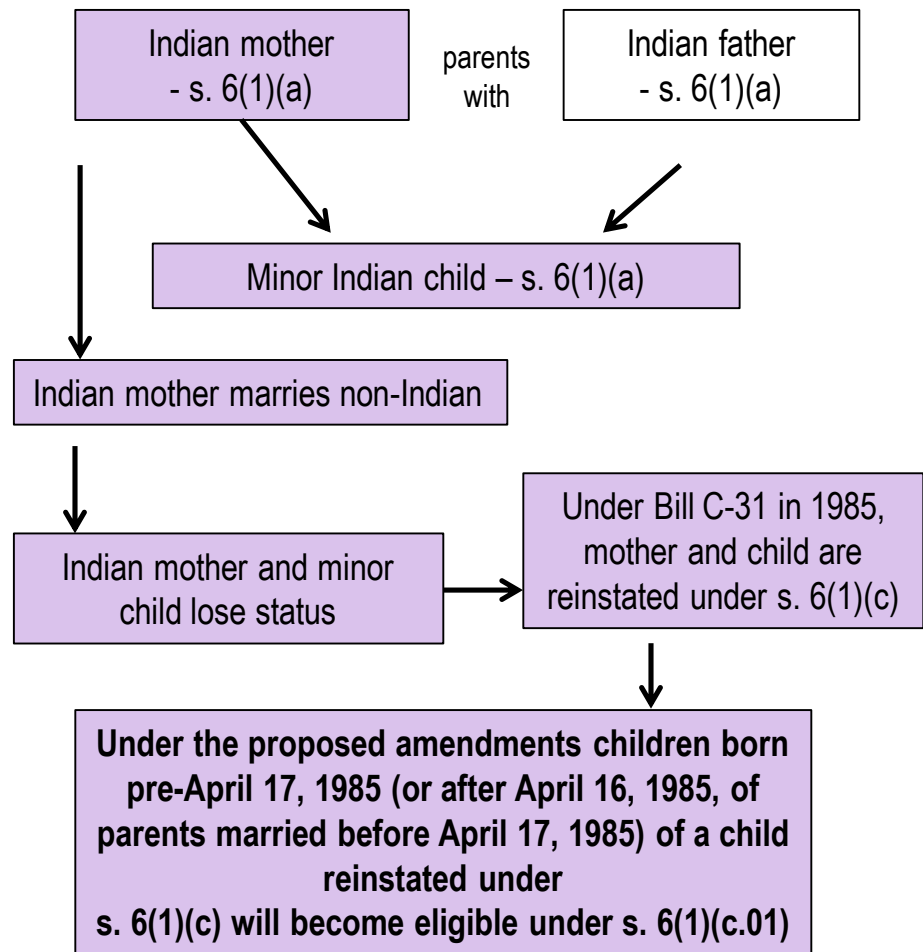 Indian mother
- s. 6(1)(a)
parents
with
Indian father
- s. 6(1)(a)
Minor Indian child – s. 6(1)(a)
Indian mother marries non-Indian
Indian mother and minor
child lose status
Under Bill C-31 in 1985,
mother and child are
reinstated under s. 6(1)(c)
Under the proposed amendments children born
pre-April 17, 1985 (or after April 16, 1985, of
parents married before April 17, 1985) of a child
reinstated under
s. 6(1)(c) will become eligible under s. 6(1)(c.01)